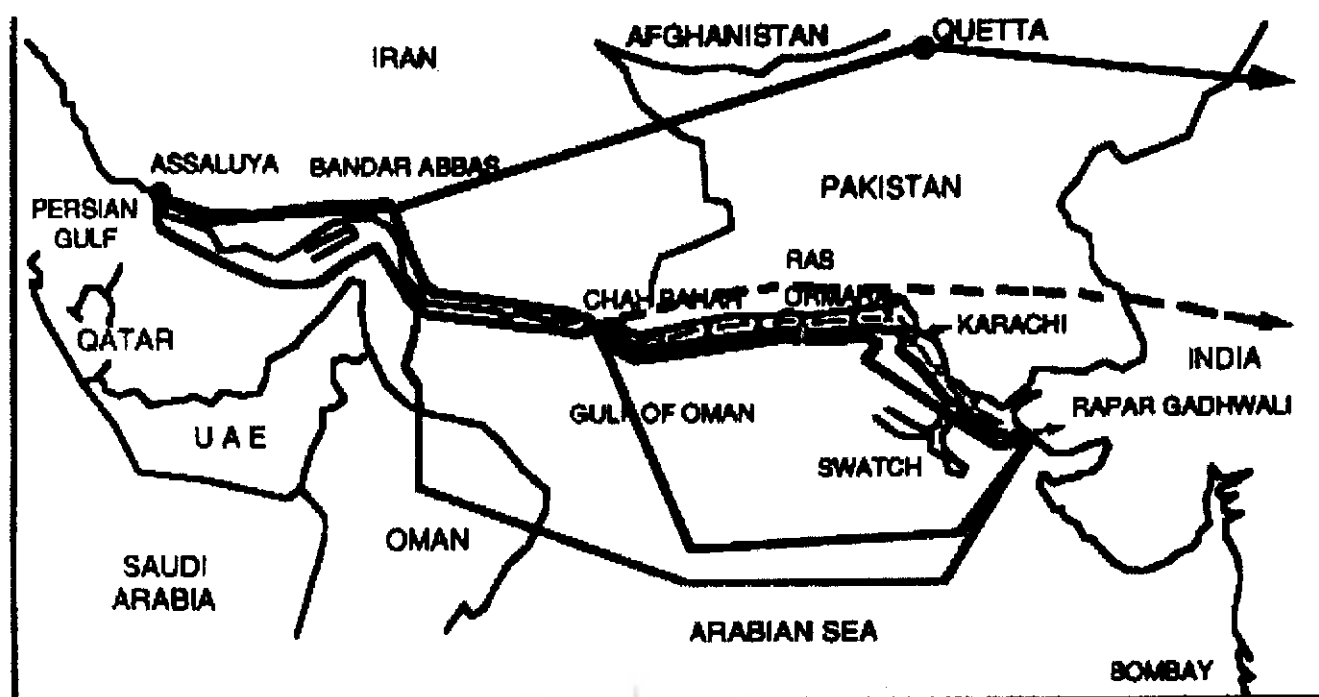 IRAN
AFGHANISTAN
QUETTA
ASSALUYA
BANDAR ABBAS
PERSIAN
GULF
PAKISTAN
RAS
ORMARA
CHAH BAHAR
KARACHI
QATAR
INDIA
GULF OF OMAN
RAPAR GADHWALI
U A E
SWATCH
OMAN
SAUDI
ARABIA
ARABIAN SEA
BOMBAY